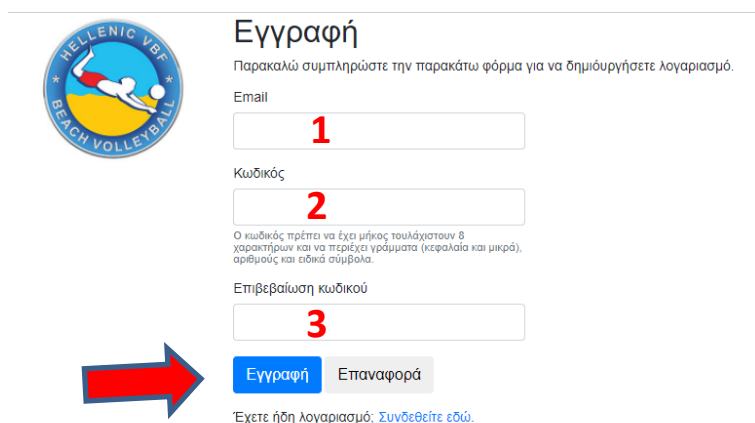 HELLENIC VBF
BEACH VOLLEYBALL
Εγγραφή
Παρακαλώ συμπληρώστε την παρακάτω φόρμα για να δημιόυργήσετε λογαριασμό.
Email
1
Κωδικός
2
Ο κωδικός πρέπει να έχει μήκος τουλάχιστουν 8
χαρακτήρων και να περιέχει γράμματα (κεφαλαία και μικρά),
αριθμούς και ειδικά σύμβολα.
Επιβεβαίωση κωδικού
3
Εγγραφή Επαναφορά
Έχετε ήδη λογαριασμό; Συνδεθείτε εδώ.